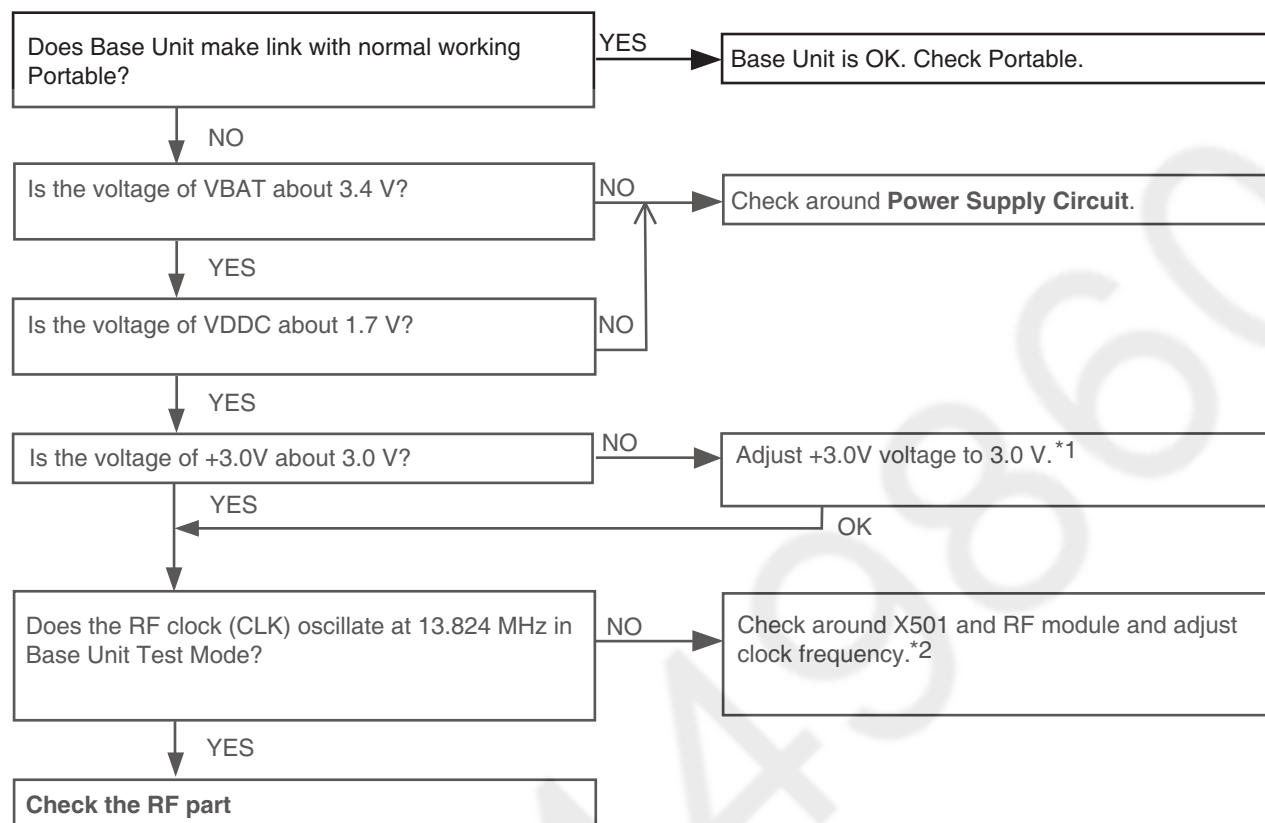 Does Base Unit make link with normal working
Portable?
YES
Base Unit is OK. Check Portable.
NO
Is the voltage of VBAT about 3.4 V?
NO
Check around Power Supply Circuit.
YES
Is the voltage of VDDC about 1.7 V?
NO
YES
Is the voltage of +3.0V about 3.0 V?
NO
Adjust +3.0V voltage to 3.0 V.*1
YES
OK
Does the RF clock (CLK) oscillate at 13.824 MHz in
Base Unit Test Mode?
NO
Check around X501 and RF module and adjust
clock frequency.*2
YES
Check the RF part
49860